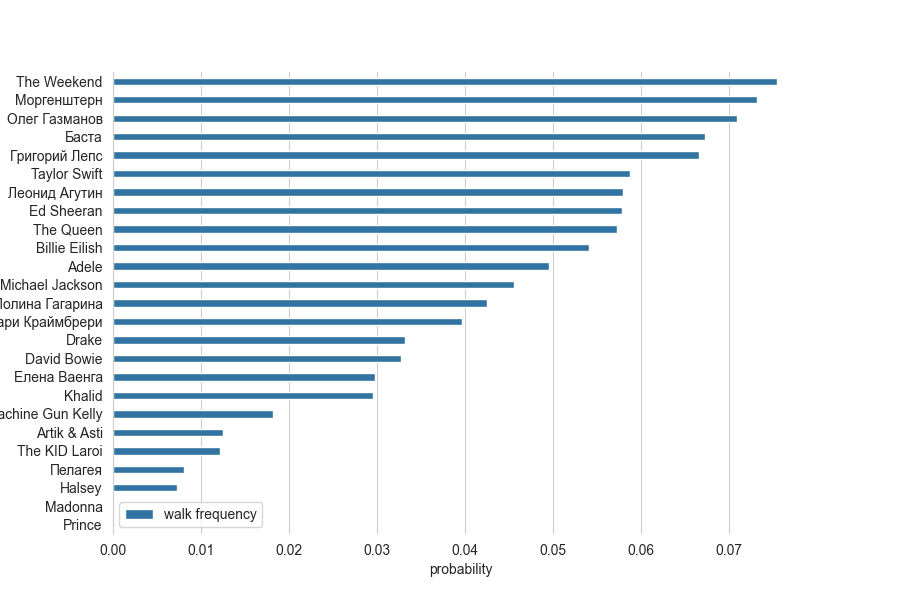 The Weekend
Моргенштерн
Олег Газманов
Баста
Григорий Лепс
Taylor Swift
Леонид Агутин
Ed Sheeran
The Queen
Billie Eilish
Adele
Michael Jackson
Полина Гагарина
ари Краймбрери
Drake
David Bowie
Елена Ваенга
Khalid
achine Gun Kelly
Artik & Asti
The KID Laroi
Пелагея
Halsey
Madonna
Prince
walk frequency
0.00 0.01 0.02 0.03 0.04 0.05 0.06 0.07
probability